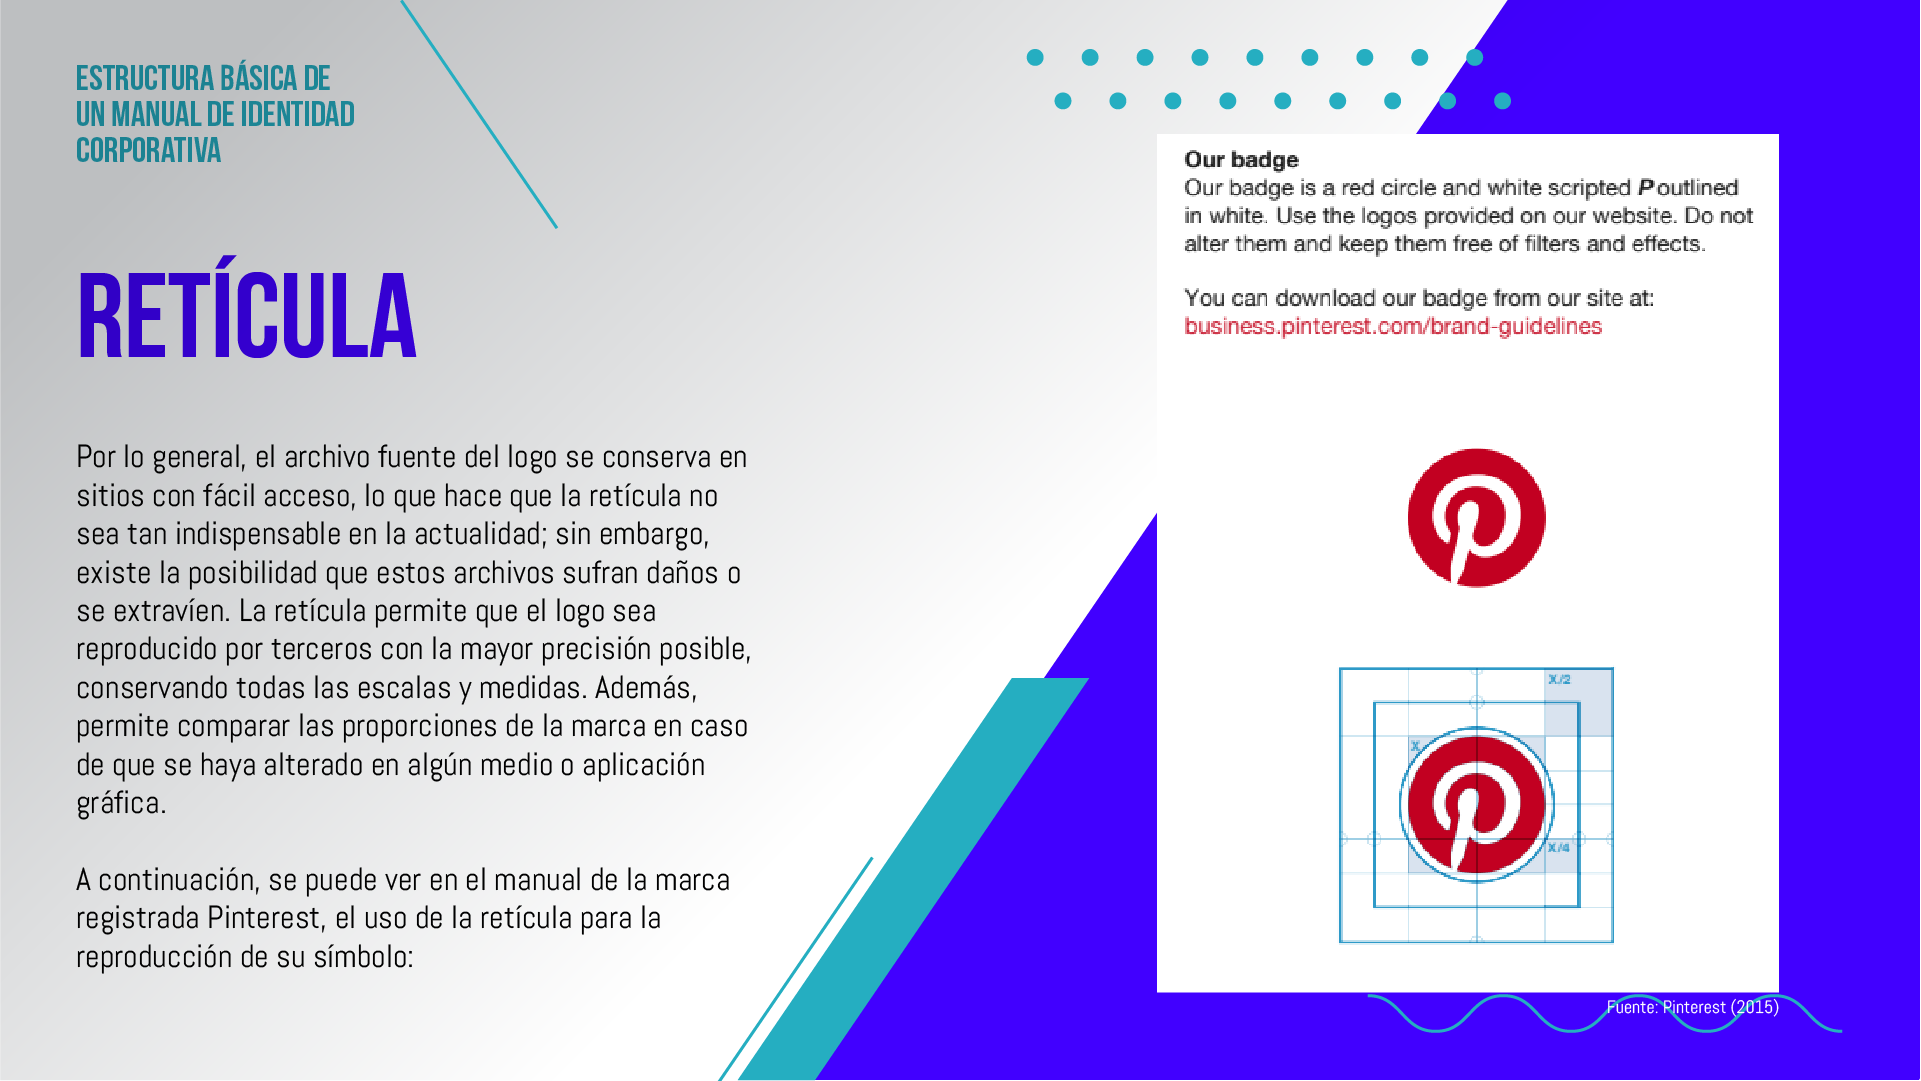 ESTRUCTURA BÁSICA DE
UN MANUAL DE IDENTIDAD
CORPORATIVA
RETÍCULA
Por lo general, el archivo fuente del logo se conserva en
sitios con fácil acceso, lo que hace que la retícula no
sea tan indispensable en la actualidad; sin embargo,
existe la posibilidad que estos archivos sufran daños o
se extravíen. La retícula permite que el logo sea
reproducido por terceros con la mayor precisión posible,
conservando todas las escalas y medidas. Además,
permite comparar las proporciones de la marca en caso
de que se haya alterado en algún medio o aplicación
gráfica.
A continuación, se puede ver en el manual de la marca
registrada Pinterest, el uso de la retícula para la
reproducción de su símbolo:
Our badge
Our badge is a red circle and white scripted P outlined
in white. Use the logos provided on our website. Do not
alter them and keep them free of filters and effects.
You can download our badge from our site at:
business.pinterest.com/brand-guidelines
X/2
X
X/4
Fuente: Pinterest (2015)